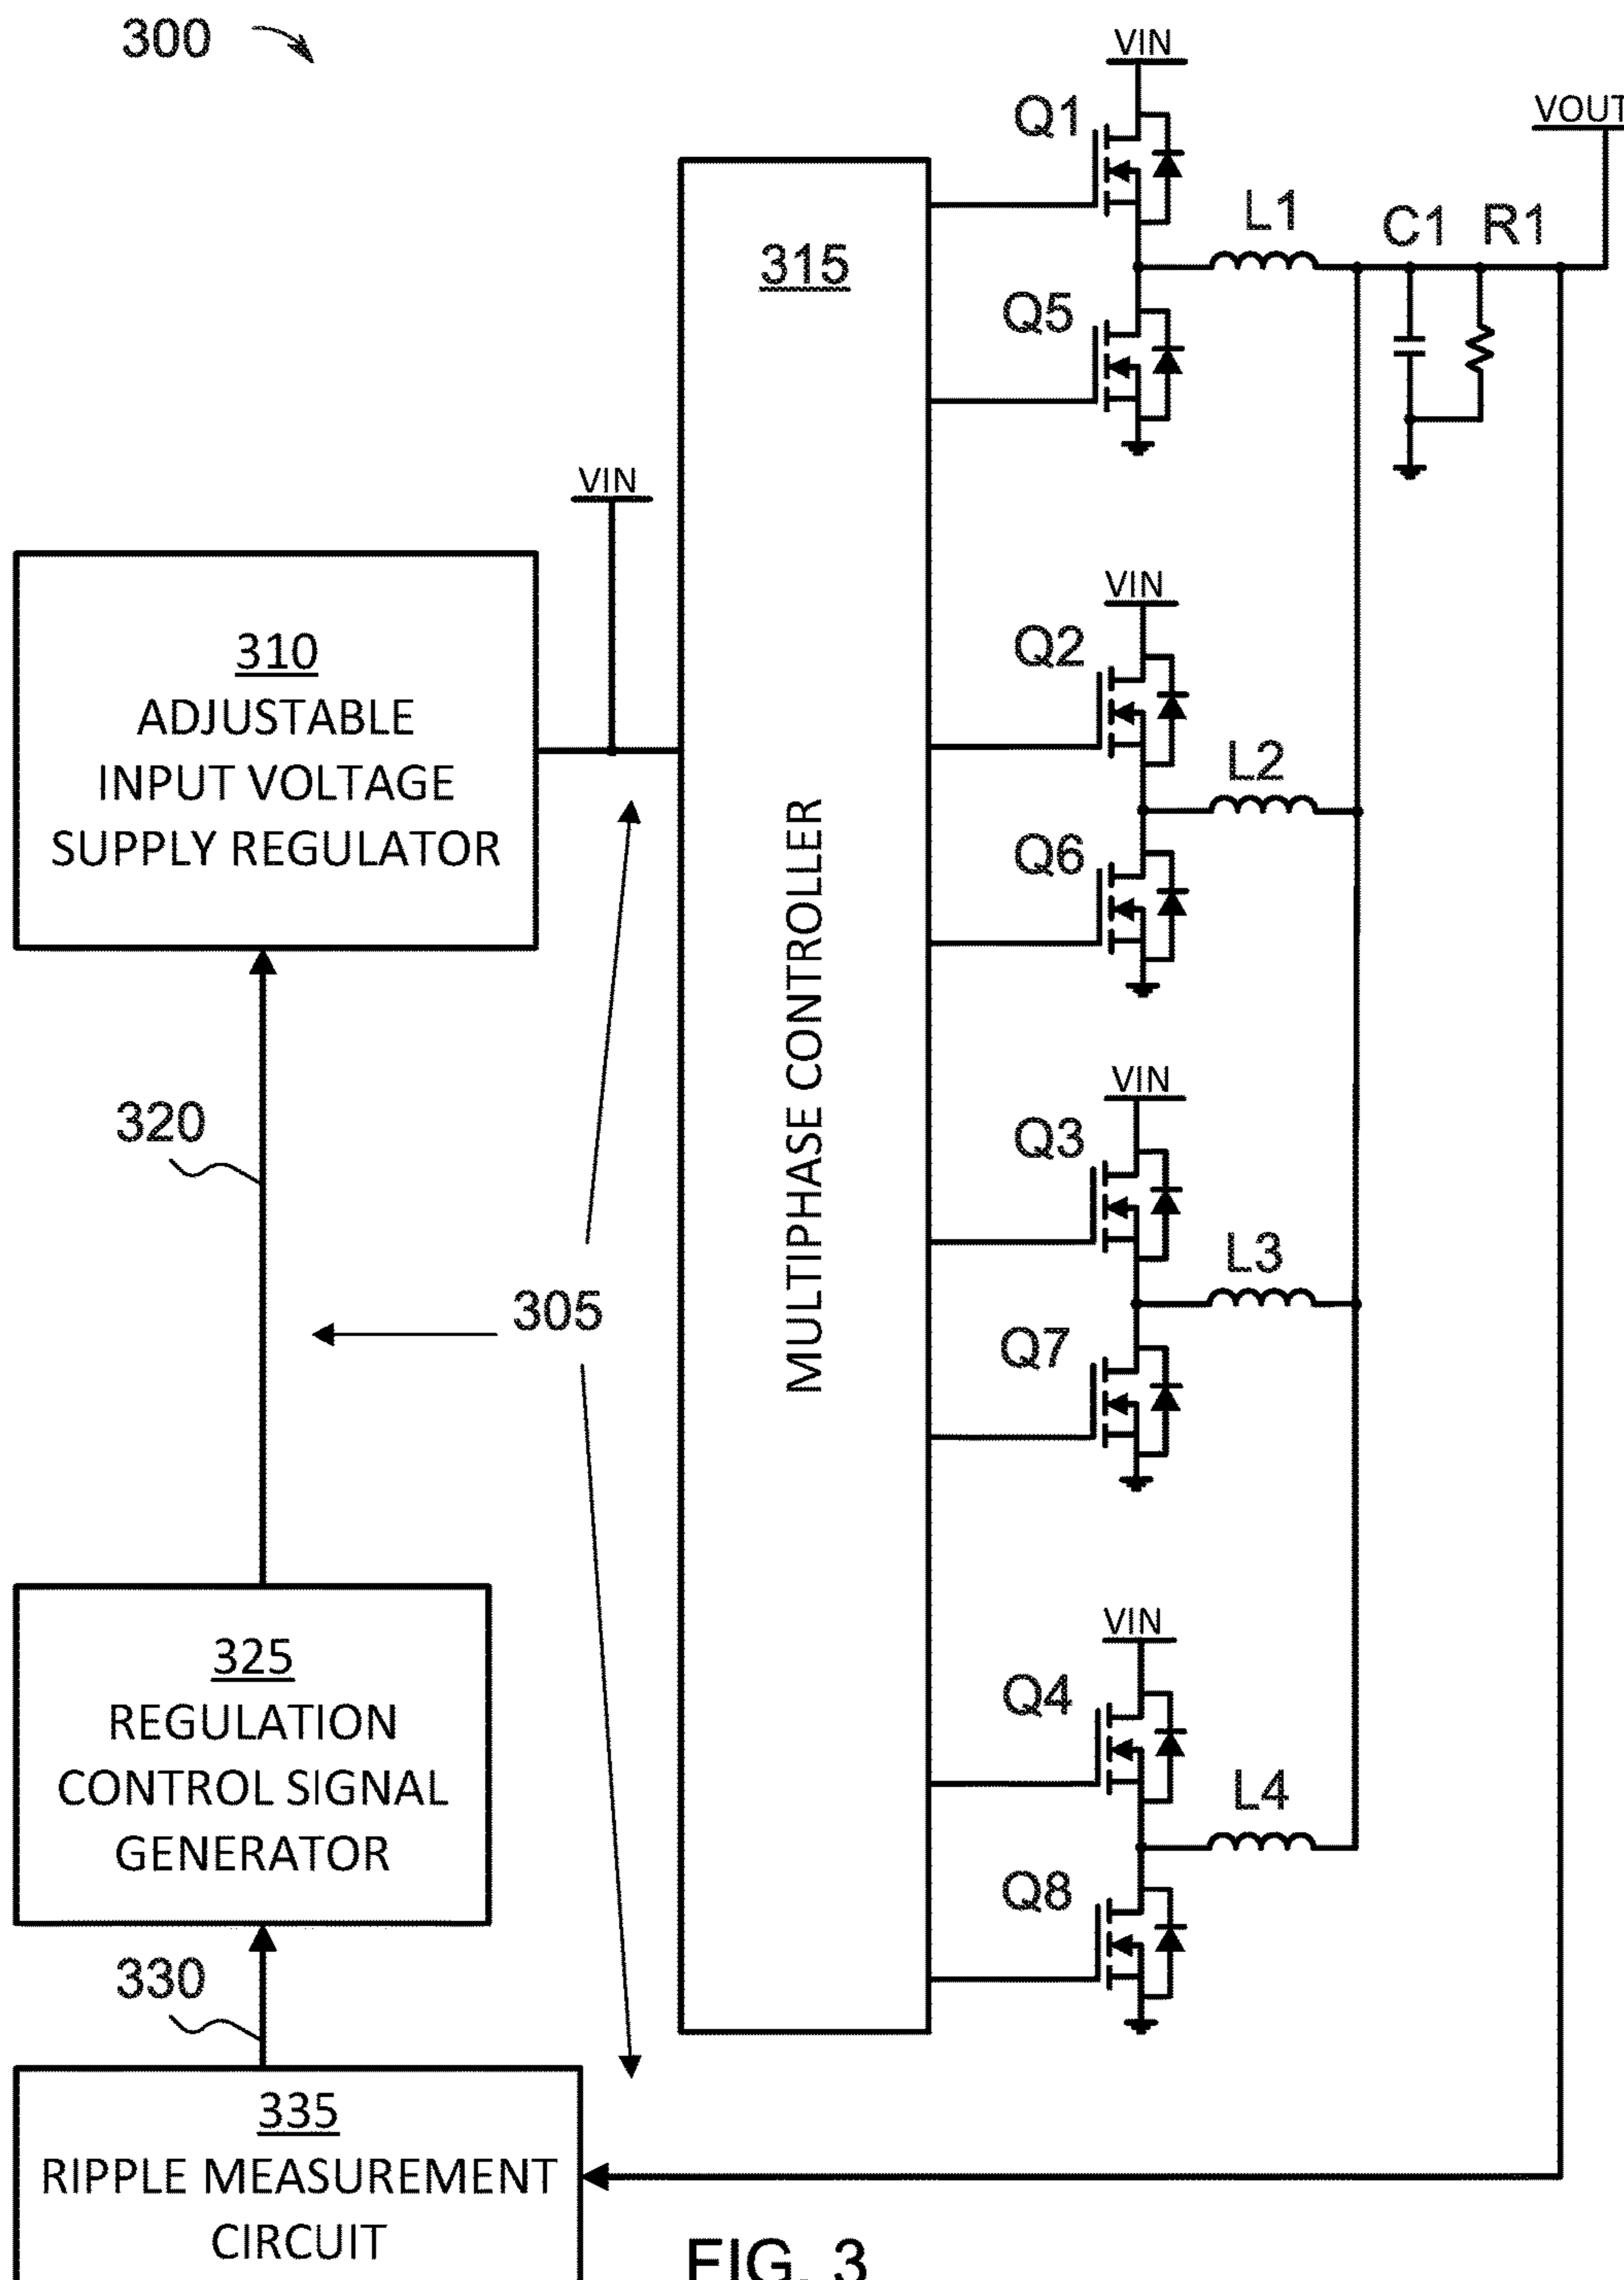 300
VIN
Q1
VOUT
315
L1
C1
R1
Q5
VIN
VIN
310
ADJUSTABLE
INPUT VOLTAGE
SUPPLY REGULATOR
Q2
L2
MULTIPHASE CONTROLLER
Q6
VIN
320
Q3
L3
305
Q7
VIN
325
REGULATION
CONTROL SIGNAL
GENERATOR
Q4
L4
Q8
330
335
RIPPLE MEASUREMENT
CIRCUIT
FIG. 3